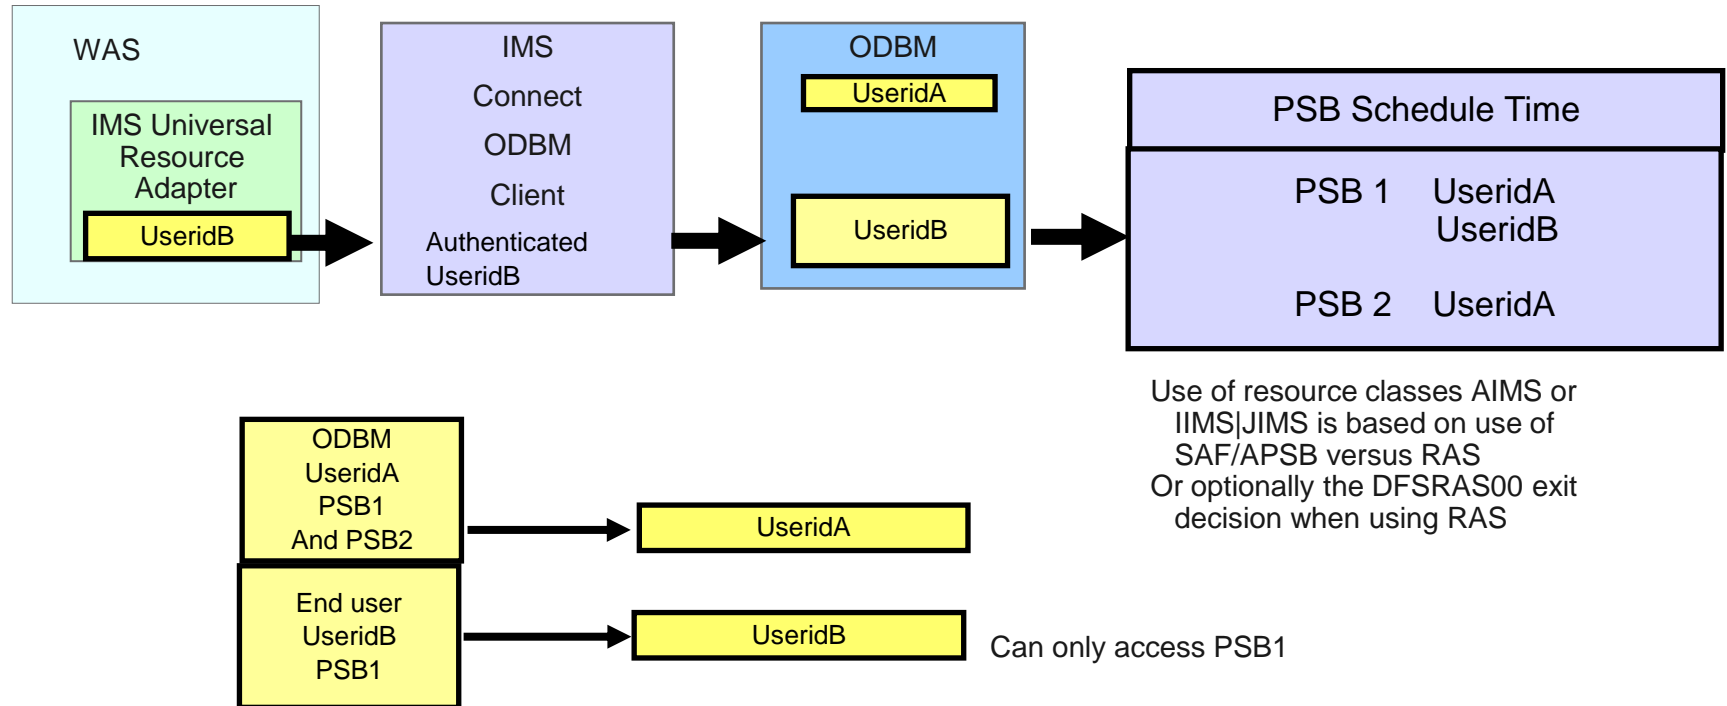 WAS
IMS Universal
Resource
Adapter
UseridB
IMS
Connect
ODBM
Client
Authenticated
UseridB
ODBM
UseridA
UseridB
PSB Schedule Time
PSB 1 UseridA
UseridB
PSB 2 UseridA
Use of resource classes AIMS or
IIMS|JIMS is based on use of
SAF/APSB versus RAS
Or optionally the DFSRAS00 exit
decision when using RAS
ODBM
UseridA
PSB1
And PSB2
UseridA
End user
UseridB
PSB1
UseridB
Can only access PSB1